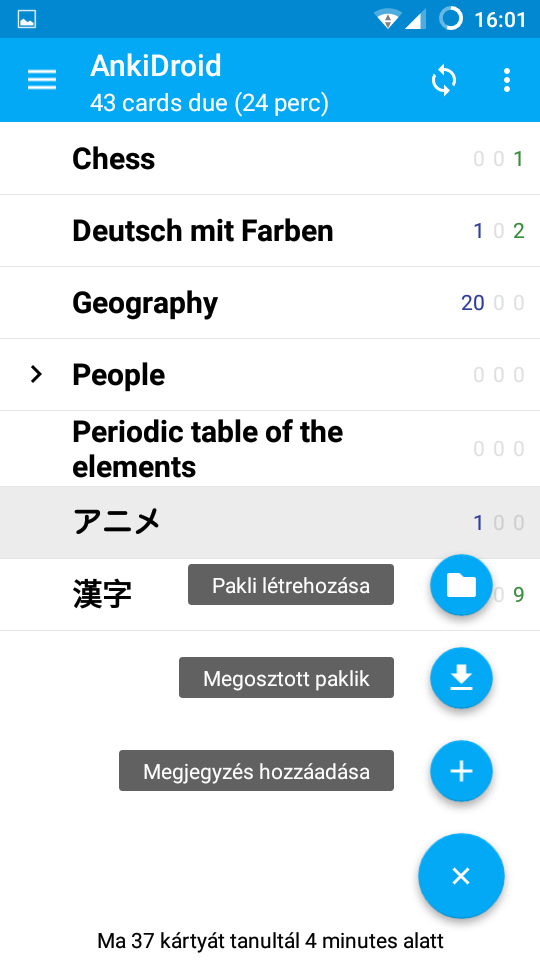 16:01
AnkiDroid
43 cards due (24 perc)
Chess 0 0 1
Deutsch mit Farben 1 0 2
Geography 20 0 0
People 0 0 0
Periodic table of the
elements 0 0 0
アニメ 1 0 0
漢字 0 9
Pakli létrehozása
Megosztott paklik
Megjegyzés hozzáadása
Ma 37 kártyát tanultál 4 minutes alatt